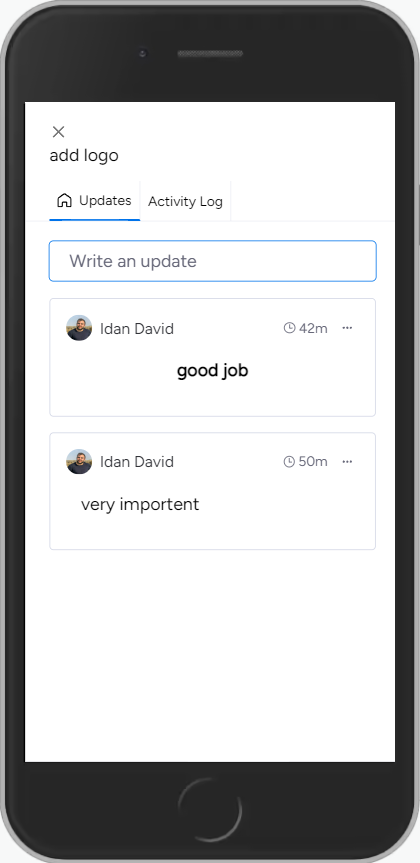 add logo
Updates Activity Log
Write an update
Idan David 42m
good job
Idan David 50m
very importent